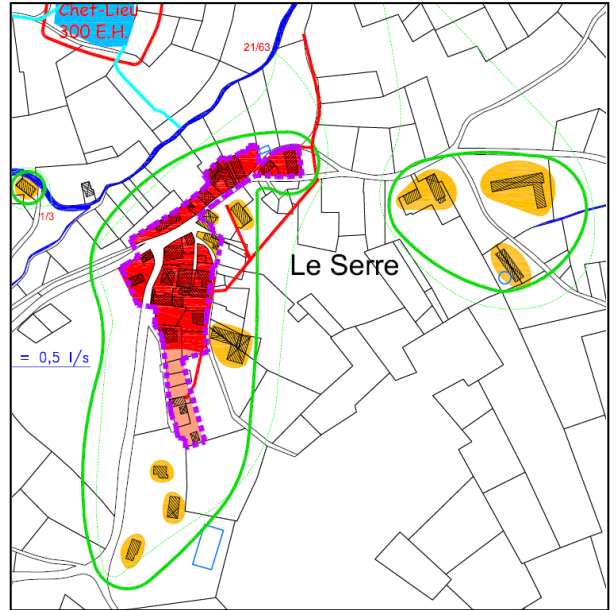 Chef-Lieu
300 E.H.
21/63
1/3
Le Serre
= 0,5 l/s